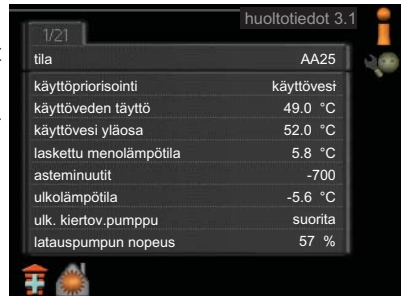 huoltotiedot 3.1
1/21
tila AA25
käyttöpriorisointi käyttövesi
käyttöveden täyttö 49.0 °C
käyttövesi yläosa 52.0 °C
laskettu menolämpötila 5.8 °C
asteminuutit -700
ulkolämpötila -5.6 °C
ulk. kiertov.pumppu suorita
latauspumpun nopeus 57 %